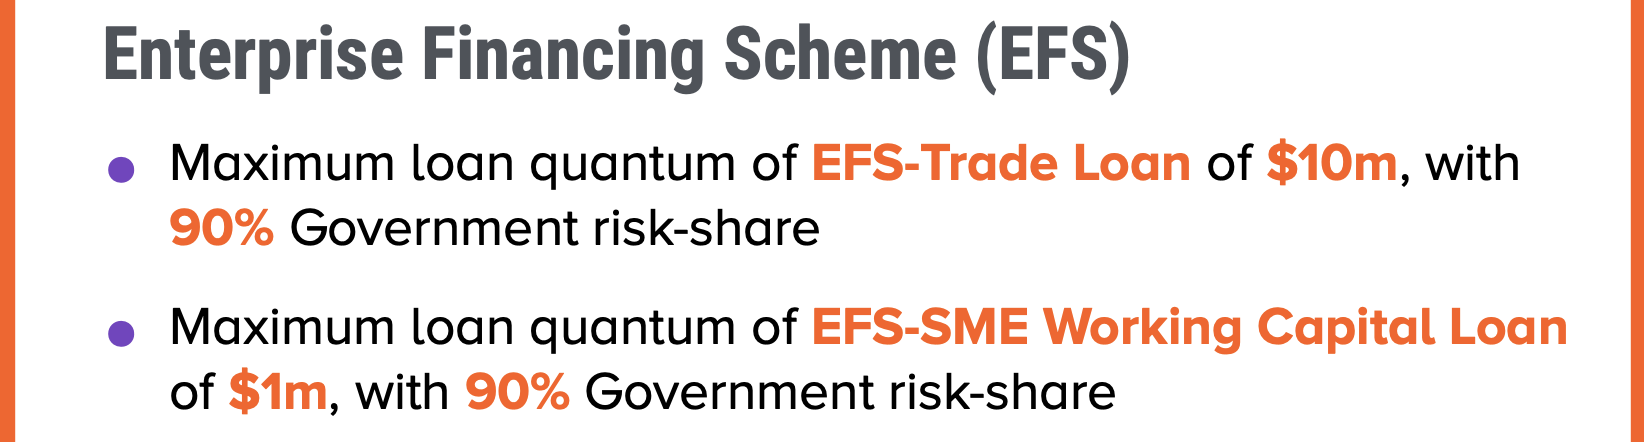 Enterprise Financing Scheme (EFS)
● Maximum loan quantum of EFS-Trade Loan of $10m, with
90% Government risk-share
● Maximum loan quantum of EFS-SME Working Capital Loan
of $1m, with 90% Government risk-share